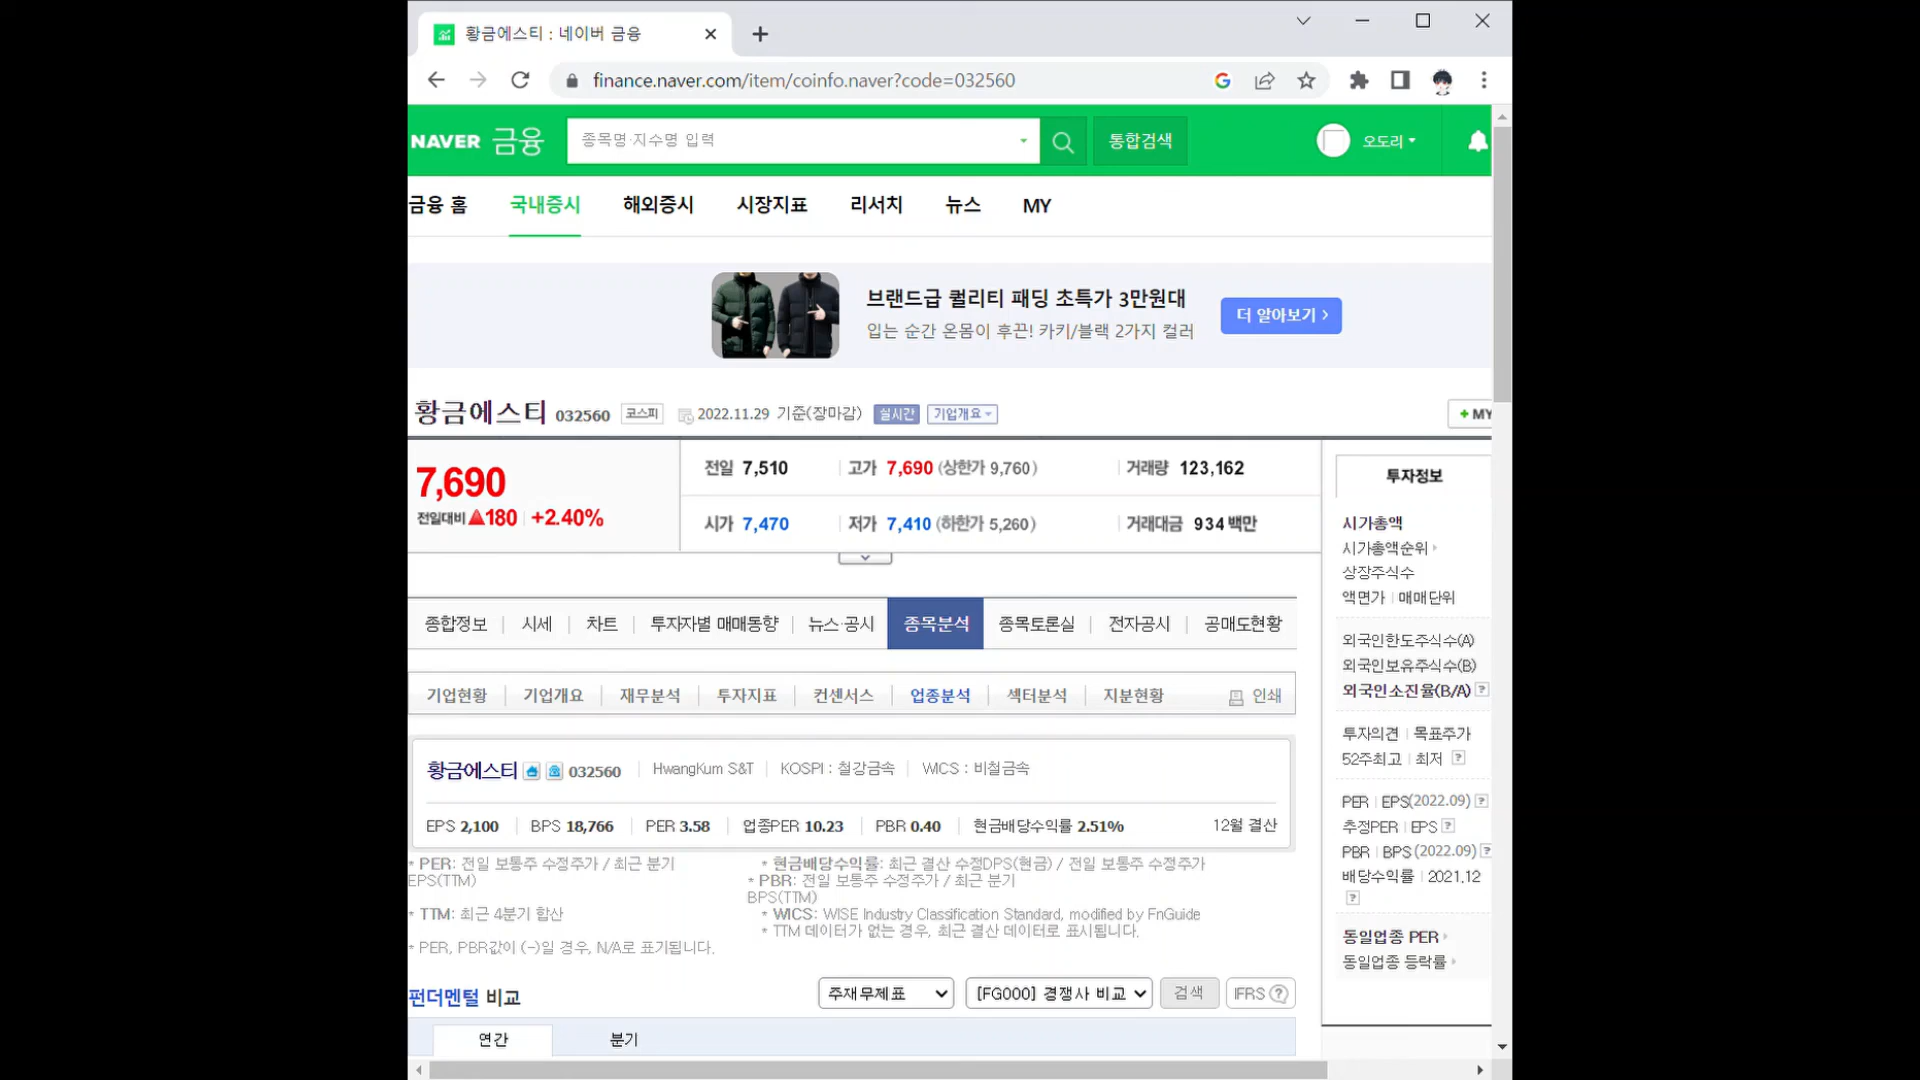 황금에스티 : 네이버 금융
finance.naver.com/item/coinfo.naver?code=032560
NAVER 금융 종목명·지수명 입력 통합검색 오도리
금융 홈 국내증시 해외증시 시장지표 리서치 뉴스 MY
브랜드급 퀄리티 패딩 초특가 3만원대
입는 순간 온몸이 후끈! 카키/블랙 2가지 컬러
더 알아보기 >
황금에스티 032560 코스피 2022.11.29 기준(장마감) 실시간 기업개요 + MY
7,690
전일대비 ▲180 +2.40%
전일 7,510 고가 7,690 (상한가 9,760) 거래량 123,162
시가 7,470 저가 7,410 (하한가 5,260) 거래대금 934 백만
종합정보 시세 차트 투자자별 매매동향 뉴스·공시 종목분석 종목토론실 전자공시 공매도현황
기업현황 기업개요 재무분석 투자지표 컨센서스 업종분석 섹터분석 지분현황 인쇄
황금에스티 032560 HwangKum S&T KOSPI : 철강금속 WICS : 비철금속
EPS 2,100 BPS 18,766 PER 3.58 업종PER 10.23 PBR 0.40 현금배당수익률 2.51% 12월 결산
* PER: 전일 보통주 수정주가 / 최근 분기
EPS(TTM)
* TTM: 최근 4분기 합산
* PER, PBR값이 (-)일 경우, N/A로 표기됩니다.
* 현금배당수익률: 최근 결산 수정DPS(현금) / 전일 보통주 수정주가
* PBR: 전일 보통주 수정주가 / 최근 분기
BPS(TTM)
* WICS: WISE Industry Classification Standard, modified by FnGuide
* TTM 데이터가 없는 경우, 최근 결산 데이터로 표시됩니다.
펀더멘털 비교 주재무제표 [FG000] 경쟁사 비교 검색 IFRS ?
연간 분기
투자정보
시가총액
시가총액순위
상장주식수
액면가 매매단위
외국인한도주식수(A)
외국인보유주식수(B)
외국인소진율(B/A) ?
투자의견 목표주가
52주최고 최저 ?
PER EPS(2022.09) ?
추정PER EPS ?
PBR BPS (2022.09) ?
배당수익률 2021.12
?
동일업종 PER
동일업종 등락률